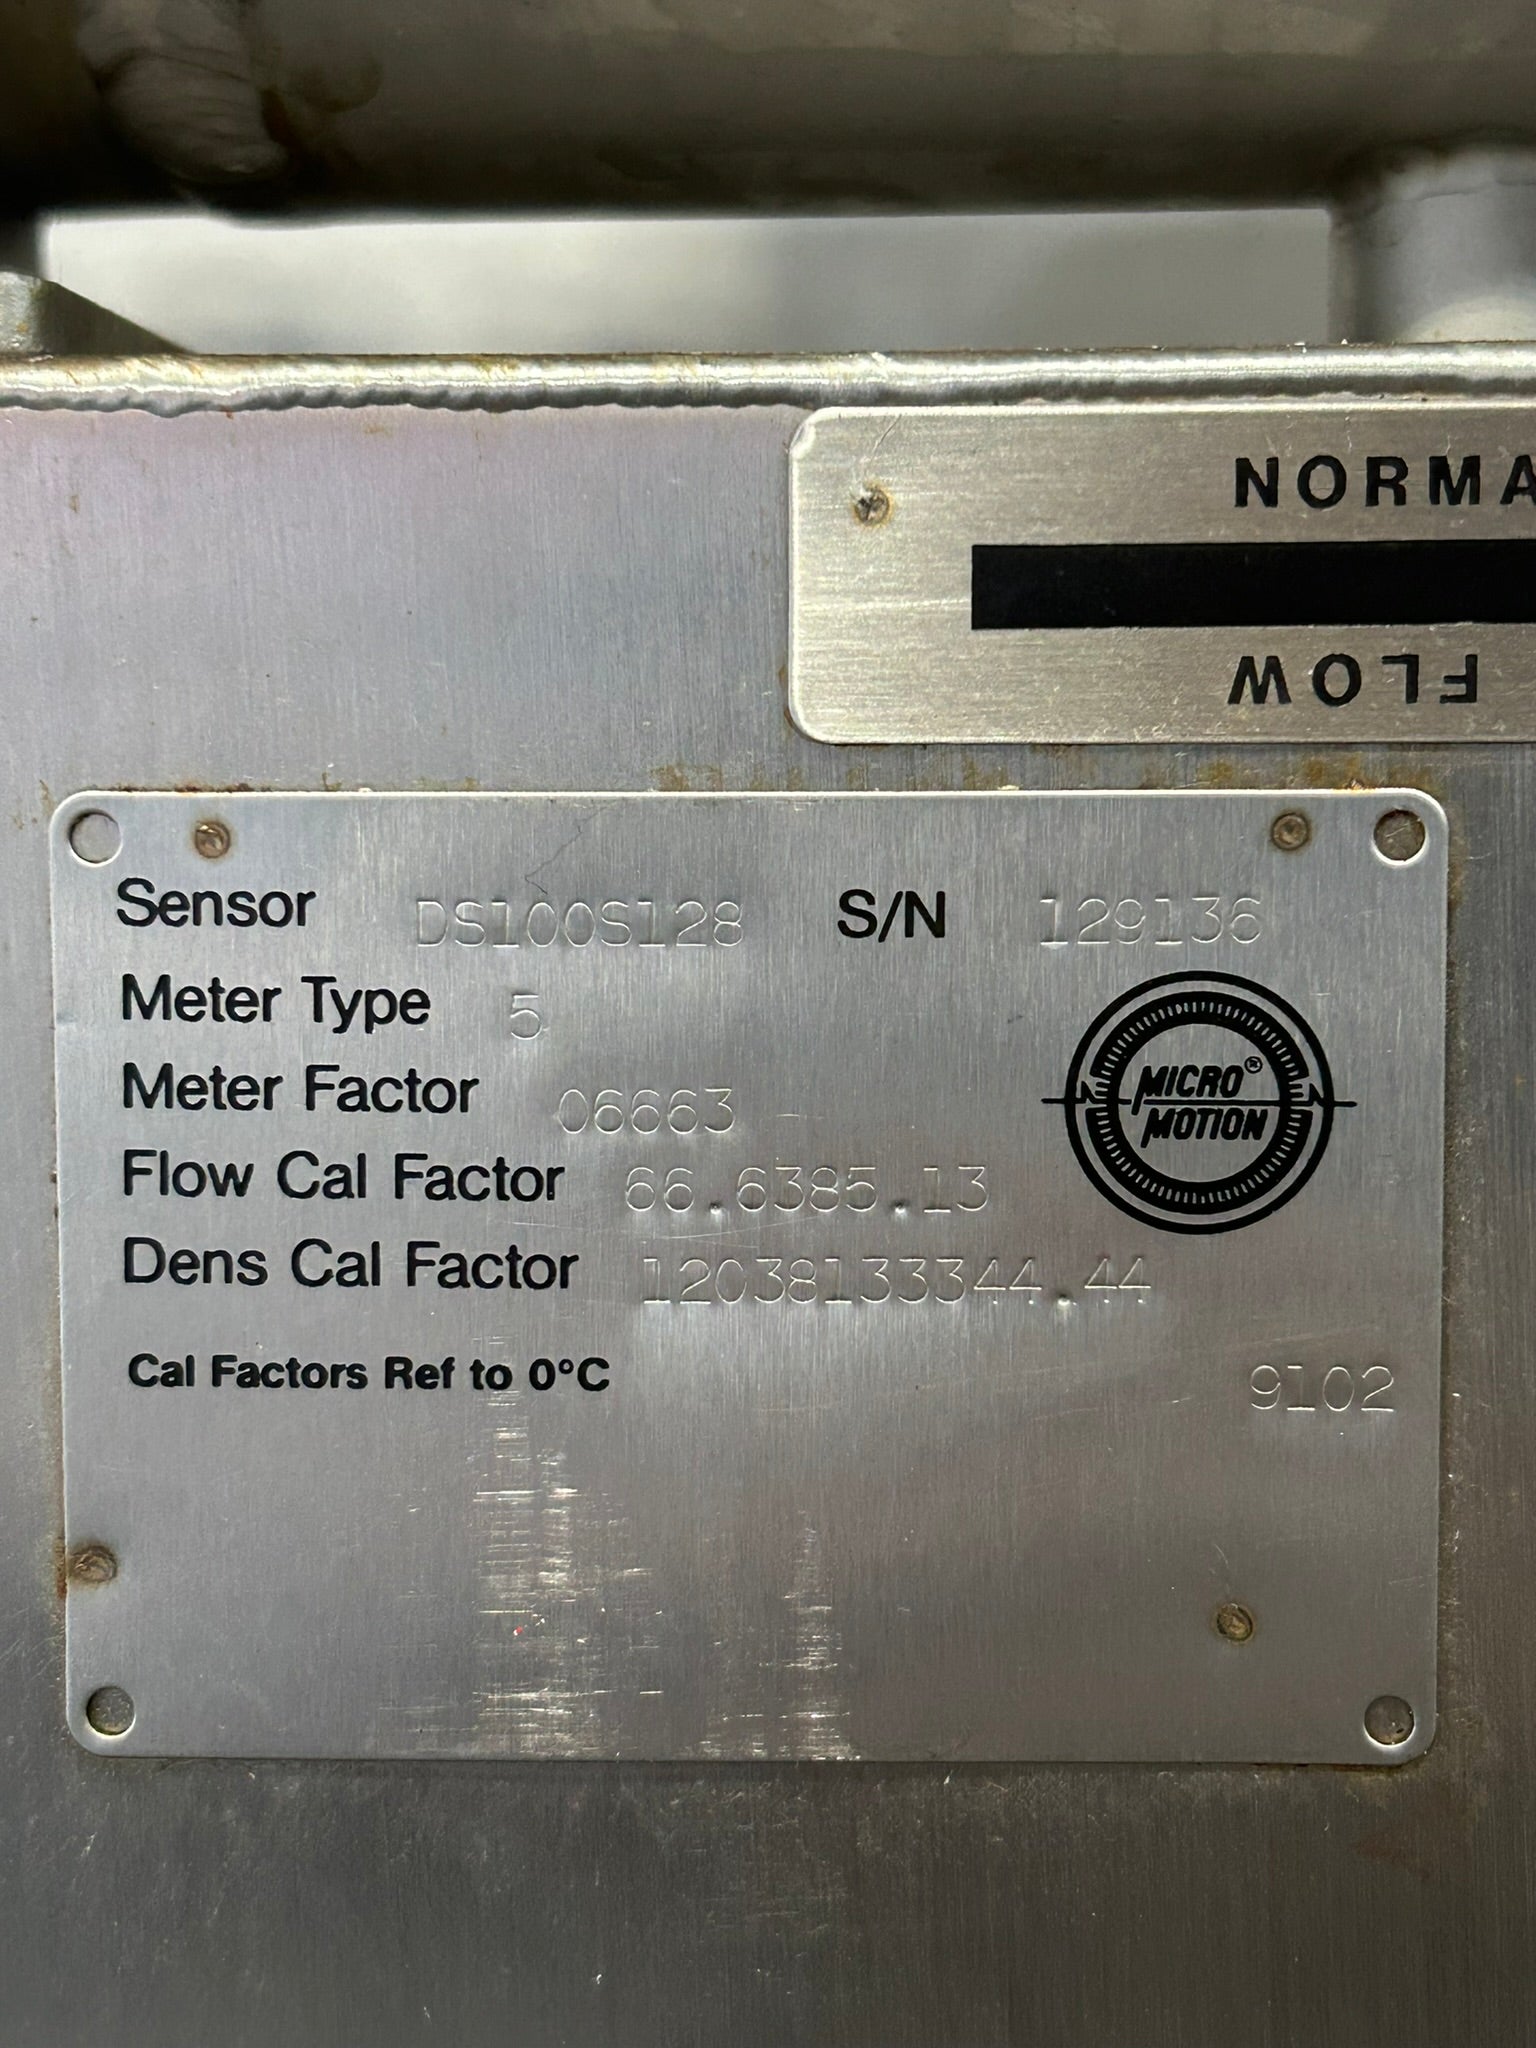 NORMA
FLOW
Sensor DS100S128 S/N 129136
Meter Type 5
Meter Factor 06663
Flow Cal Factor 66.6385.13
Dens Cal Factor 12038133344.44
MICRO®
MOTION
Cal Factors Ref to 0°C
9102